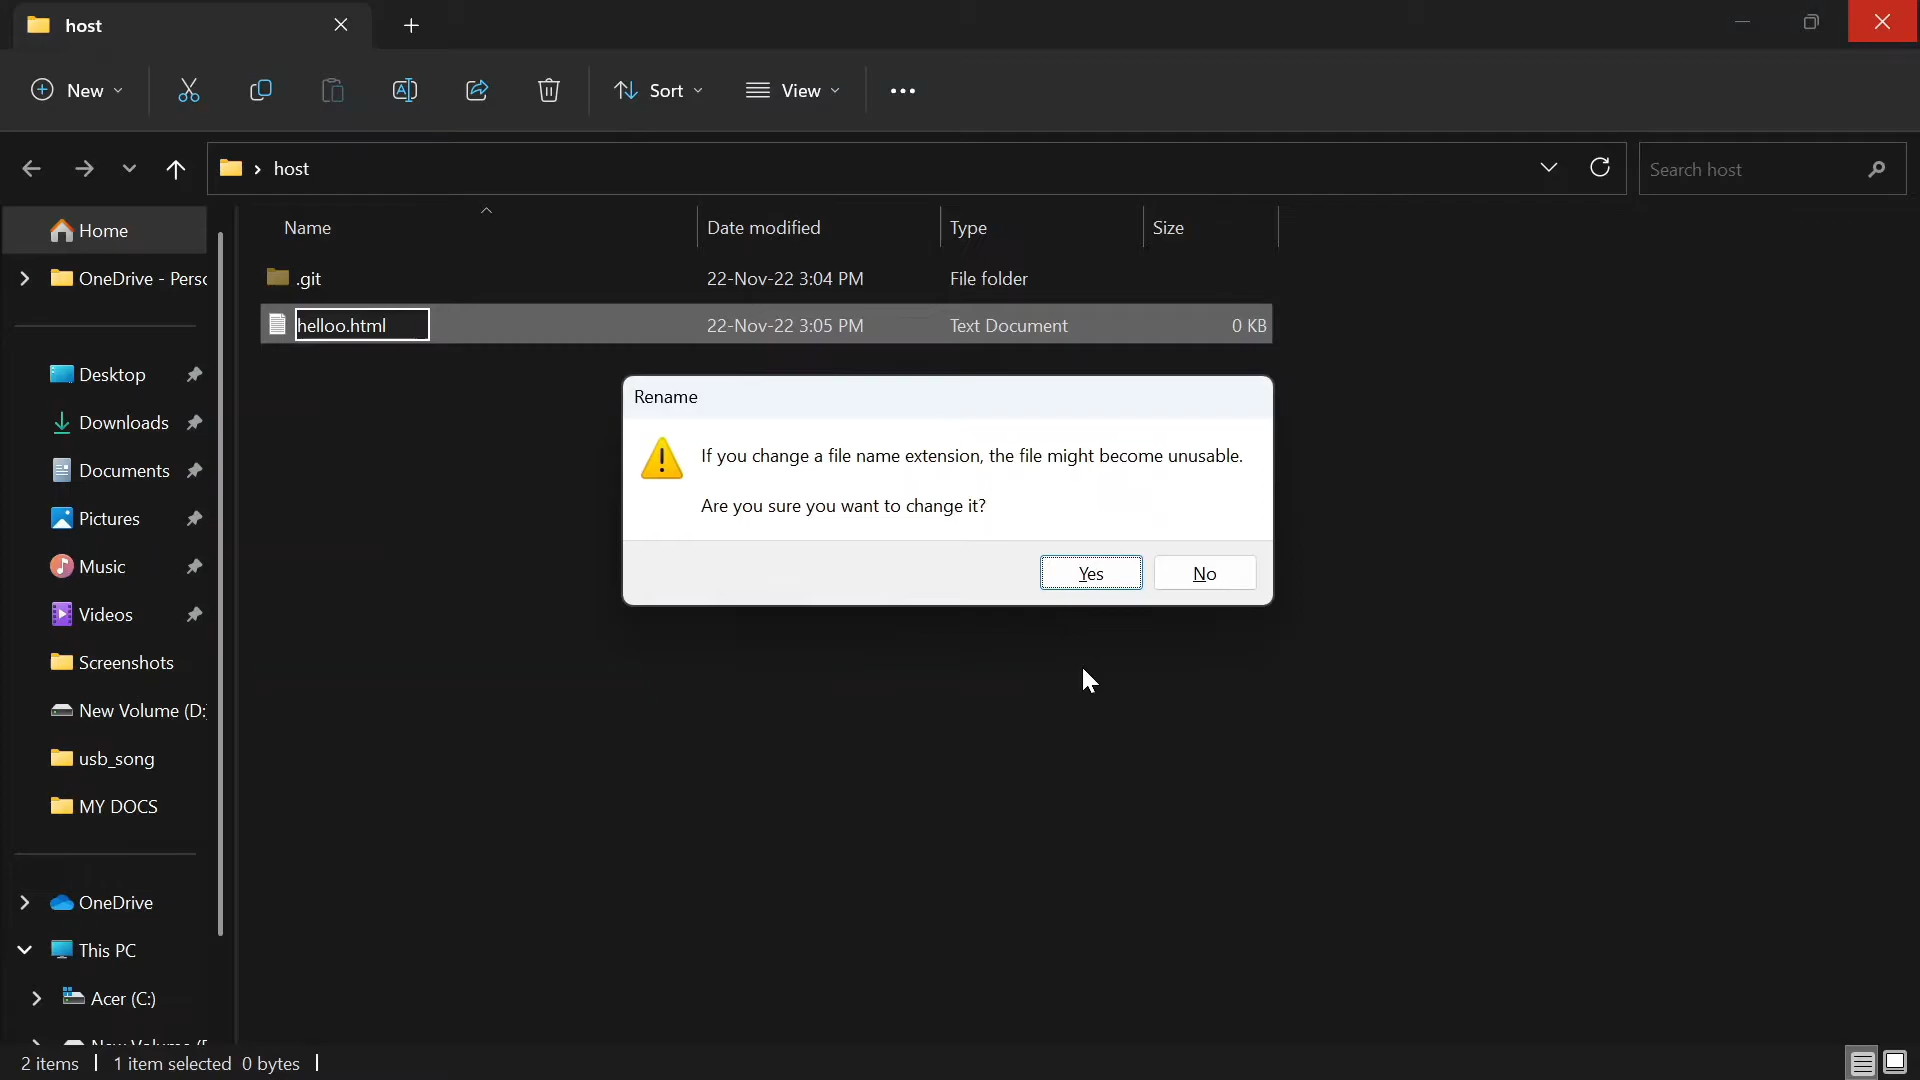 host
New
Sort
View
host
Search host
Name
Date modified
Type
Size
.git
22-Nov-22 3:04 PM
File folder
helloo.html
22-Nov-22 3:05 PM
Text Document
0 KB
Home
OneDrive - Perso
Desktop
Downloads
Documents
Pictures
Music
Videos
Screenshots
New Volume (D:
usb_song
MY DOCS
OneDrive
This PC
Acer (C:)
Rename
If you change a file name extension, the file might become unusable.
Are you sure you want to change it?
Yes
No
2 items
1 item selected 0 bytes